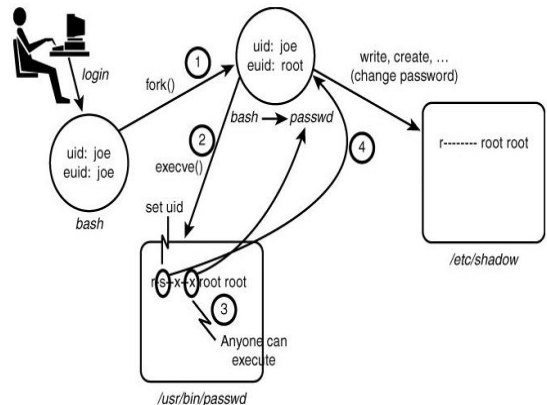 login
uid: joe
euid: joe
bash
fork()
1
uid: joe
euid: root
bash
passwd
2
execve()
write, create, ...
(change password)
4
r-------- root root
/etc/shadow
set uid
r-s--x--x root root
3
Anyone can
execute
/usr/bin/passwd